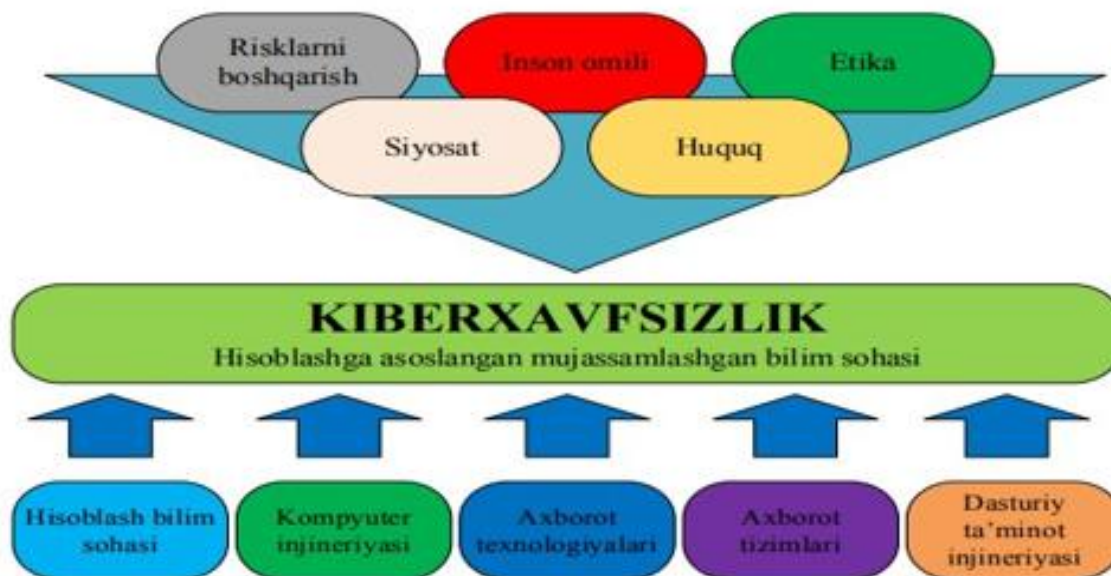 Risklarni
boshqarish
Inson omili
Etika
Siyosat
Huquq
KIBERXAVFSIZLIK
Hisoblashga asoslangan mujassamlashgan bilim sohasi
Hisoblash bilim
sohasi
Kompyuter
injineriyasi
Axborot
texnologiyalari
Axborot
tizimlari
Dasturiy
ta’minot
injineriyasi